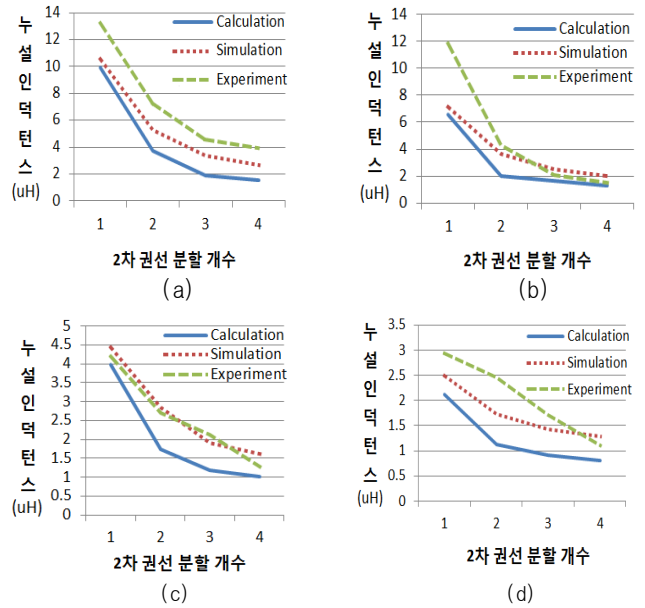 누설인덕턴스
(uH)
14
12
10
8
6
4
2
0
Calculation
Simulation
Experiment
1 2 3 4
2차 권선 분할 개수
(a)
누설인덕턴스
(uH)
14
12
10
8
6
4
2
0
Calculation
Simulation
Experiment
1 2 3 4
2차 권선 분할 개수
(b)
누설인덕턴스
(uH)
5
4.5
4
3.5
3
2.5
2
1.5
1
0.5
0
Calculation
Simulation
Experiment
1 2 3 4
2차 권선 분할 개수
(c)
누설인덕턴스
(uH)
3.5
3
2.5
2
1.5
1
0.5
0
Calculation
Simulation
Experiment
1 2 3 4
2차 권선 분할 개수
(d)